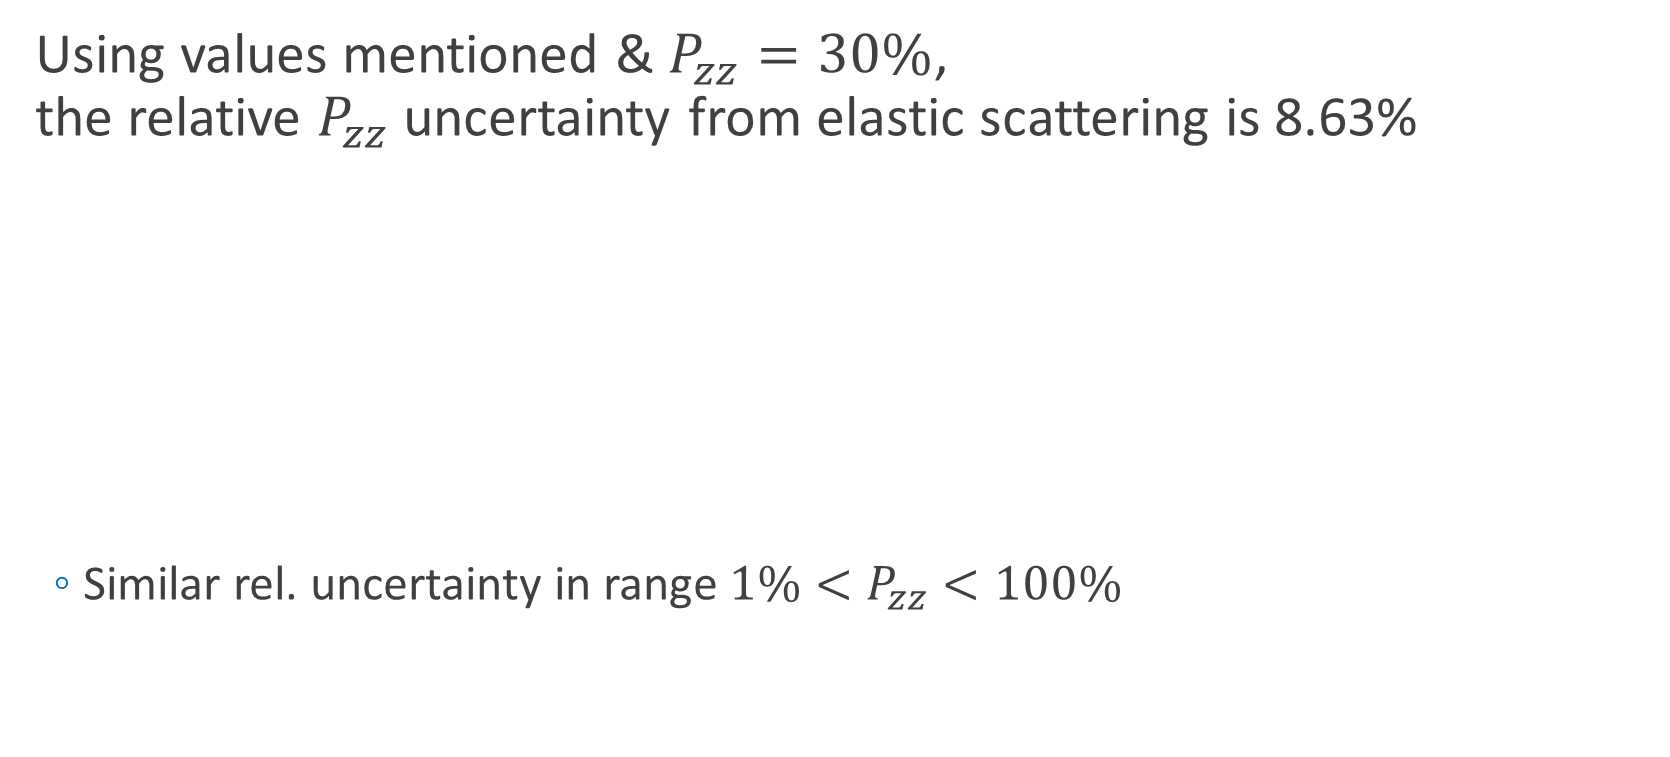 Using values mentioned & P_zz = 30%,
the relative P_zz uncertainty from elastic scattering is 8.63%
◦ Similar rel. uncertainty in range 1% < P_zz < 100%